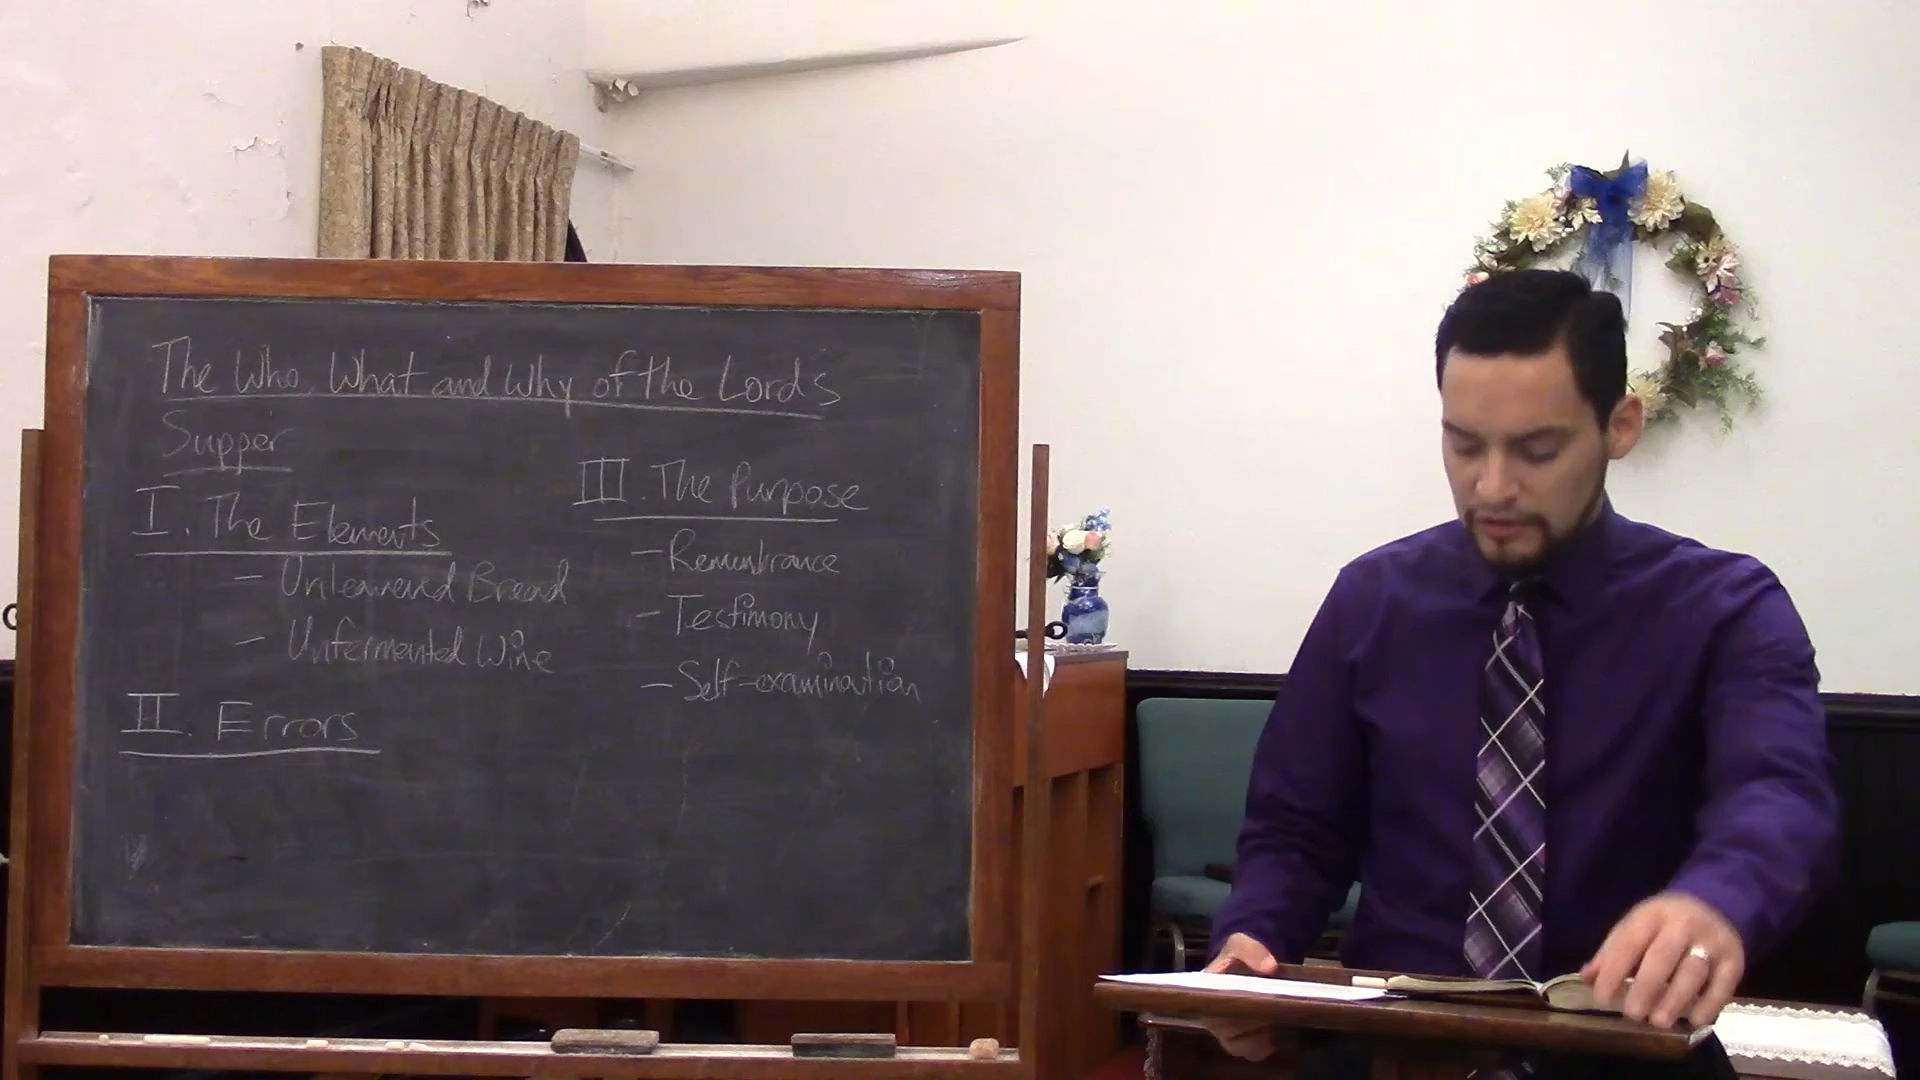 The Who, What and Why of the Lord's
Supper
I. The Elements
- Unleavened Bread
- Unfermented Wine
II. Errors
III. The Purpose
- Remembrance
- Testimony
- Self-examination